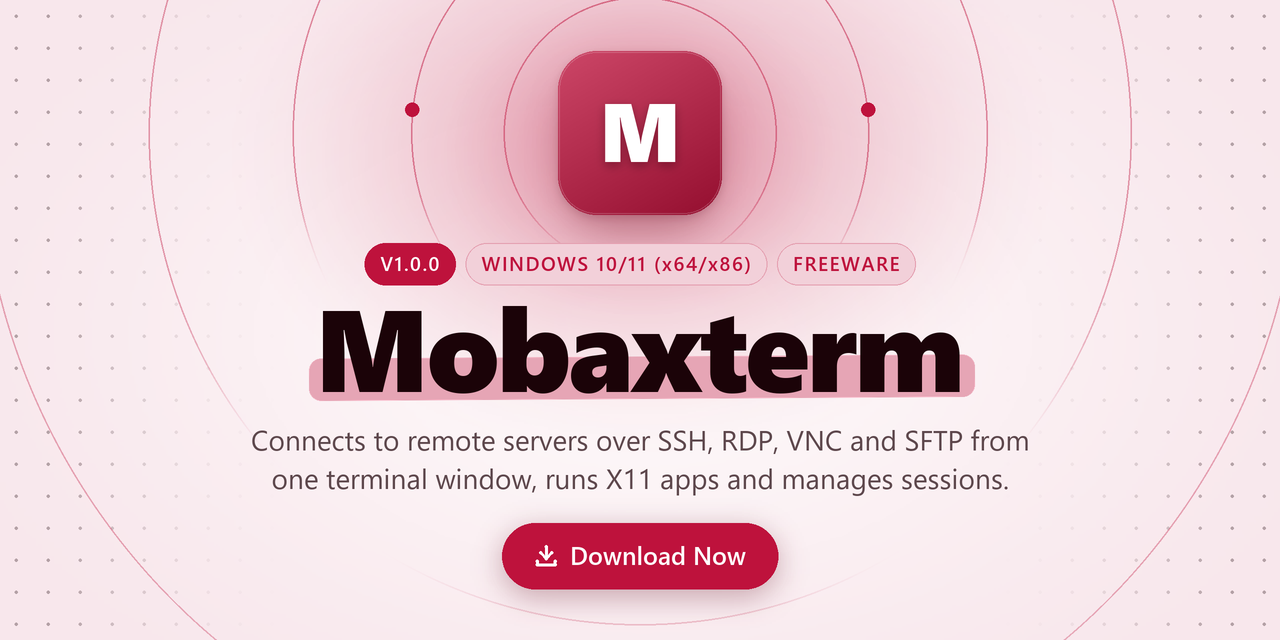 M
V1.0.0 WINDOWS 10/11 (x64/x86) FREEWARE
Mobaxterm
Connects to remote servers over SSH, RDP, VNC and SFTP from
one terminal window, runs X11 apps and manages sessions.
Download Now